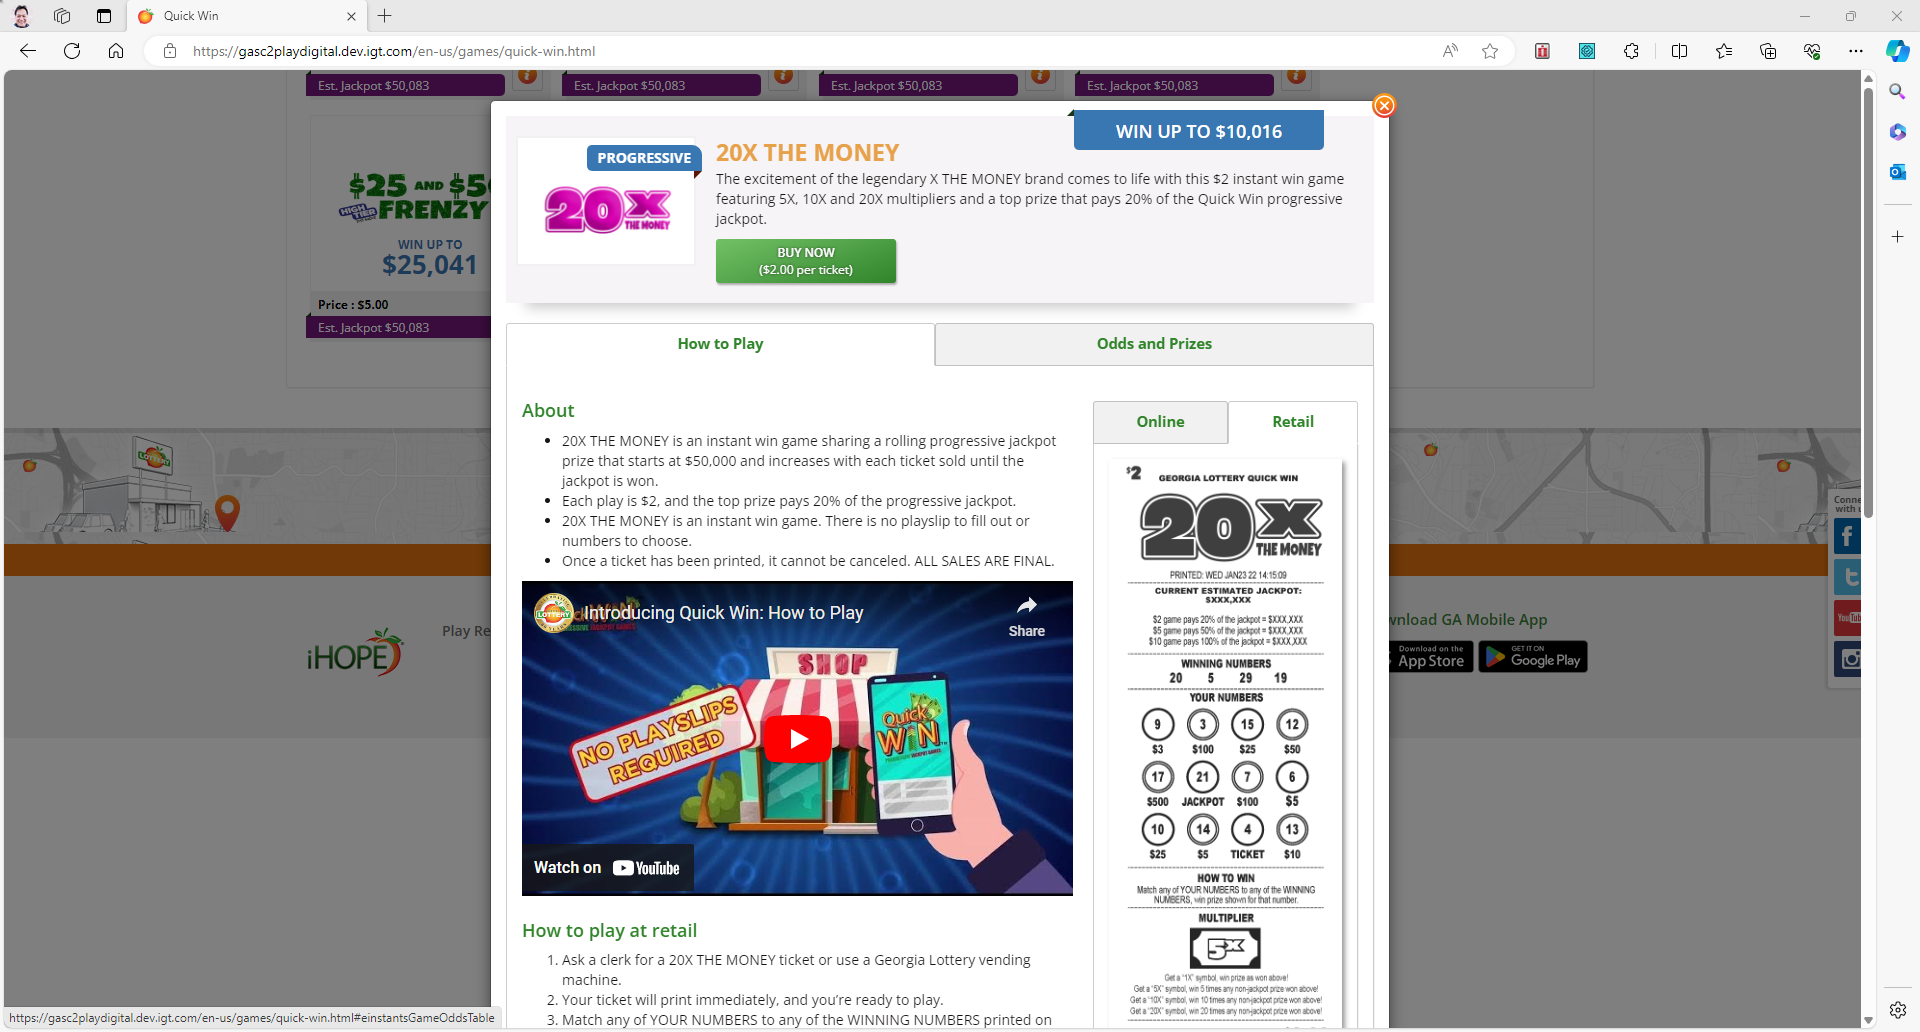 Quick Win
https://gasc2playdigital.dev.igt.com/en-us/games/quick-win.html
Est. Jackpot $50,083
Est. Jackpot $50,083
Est. Jackpot $50,083
Est. Jackpot $50,083
$25 AND $50
HIGH TIER
FRENZY
WIN UP TO
$25,041
Price : $5.00
Est. Jackpot $50,083
WIN UP TO $10,016
PROGRESSIVE
20X
THE MONEY
20X THE MONEY
The excitement of the legendary X THE MONEY brand comes to life with this $2 instant win game
featuring 5X, 10X and 20X multipliers and a top prize that pays 20% of the Quick Win progressive
jackpot.
BUY NOW
($2.00 per ticket)
How to Play
Odds and Prizes
About
• 20X THE MONEY is an instant win game sharing a rolling progressive jackpot
prize that starts at $50,000 and increases with each ticket sold until the
jackpot is won.
• Each play is $2, and the top prize pays 20% of the progressive jackpot.
• 20X THE MONEY is an instant win game. There is no playslip to fill out or
numbers to choose.
• Once a ticket has been printed, it cannot be canceled. ALL SALES ARE FINAL.
Introducing Quick Win: How to Play
Share
SHOP
NO PLAYSLIPS
REQUIRED
Quick
WIN
Watch on YouTube
How to play at retail
1. Ask a clerk for a 20X THE MONEY ticket or use a Georgia Lottery vending
machine.
2. Your ticket will print immediately, and you're ready to play.
3. Match any of YOUR NUMBERS to any of the WINNING NUMBERS printed on
Online
Retail
$2
GEORGIA LOTTERY QUICK WIN
20X
THE MONEY
PRINTED: WED JAN23 22 14:15:09
CURRENT ESTIMATED JACKPOT:
$XXX,XXX
$2 game pays 20% of the jackpot = $XXX,XXX
$5 game pays 50% of the jackpot = $XXX,XXX
$10 game pays 100% of the jackpot = $XXX,XXX
WINNING NUMBERS
20 5 29 19
YOUR NUMBERS
9 3 15 12
$3 $100 $25 $50
17 21 7 6
$500 JACKPOT $100 $5
10 14 4 13
$25 $5 TICKET $10
HOW TO WIN
Match any of YOUR NUMBERS to any of the WINNING
NUMBERS, win prize shown for that number.
MULTIPLIER
5X
Get a "1X" symbol, win prize as won above!
Get a "5X" symbol, win 5 times any non-jackpot prize won above!
Get a "10X" symbol, win 10 times any non-jackpot prize won above!
Get a "20X" symbol, win 20 times any non-jackpot prize won above!
LOTTERY
iHOPE
Play Re
Conne
with u
wnload GA Mobile App
Download on the
App Store
GET IT ON
Google Play
https://gasc2playdigital.dev.igt.com/en-us/games/quick-win.html#einstantsGameOddsTable